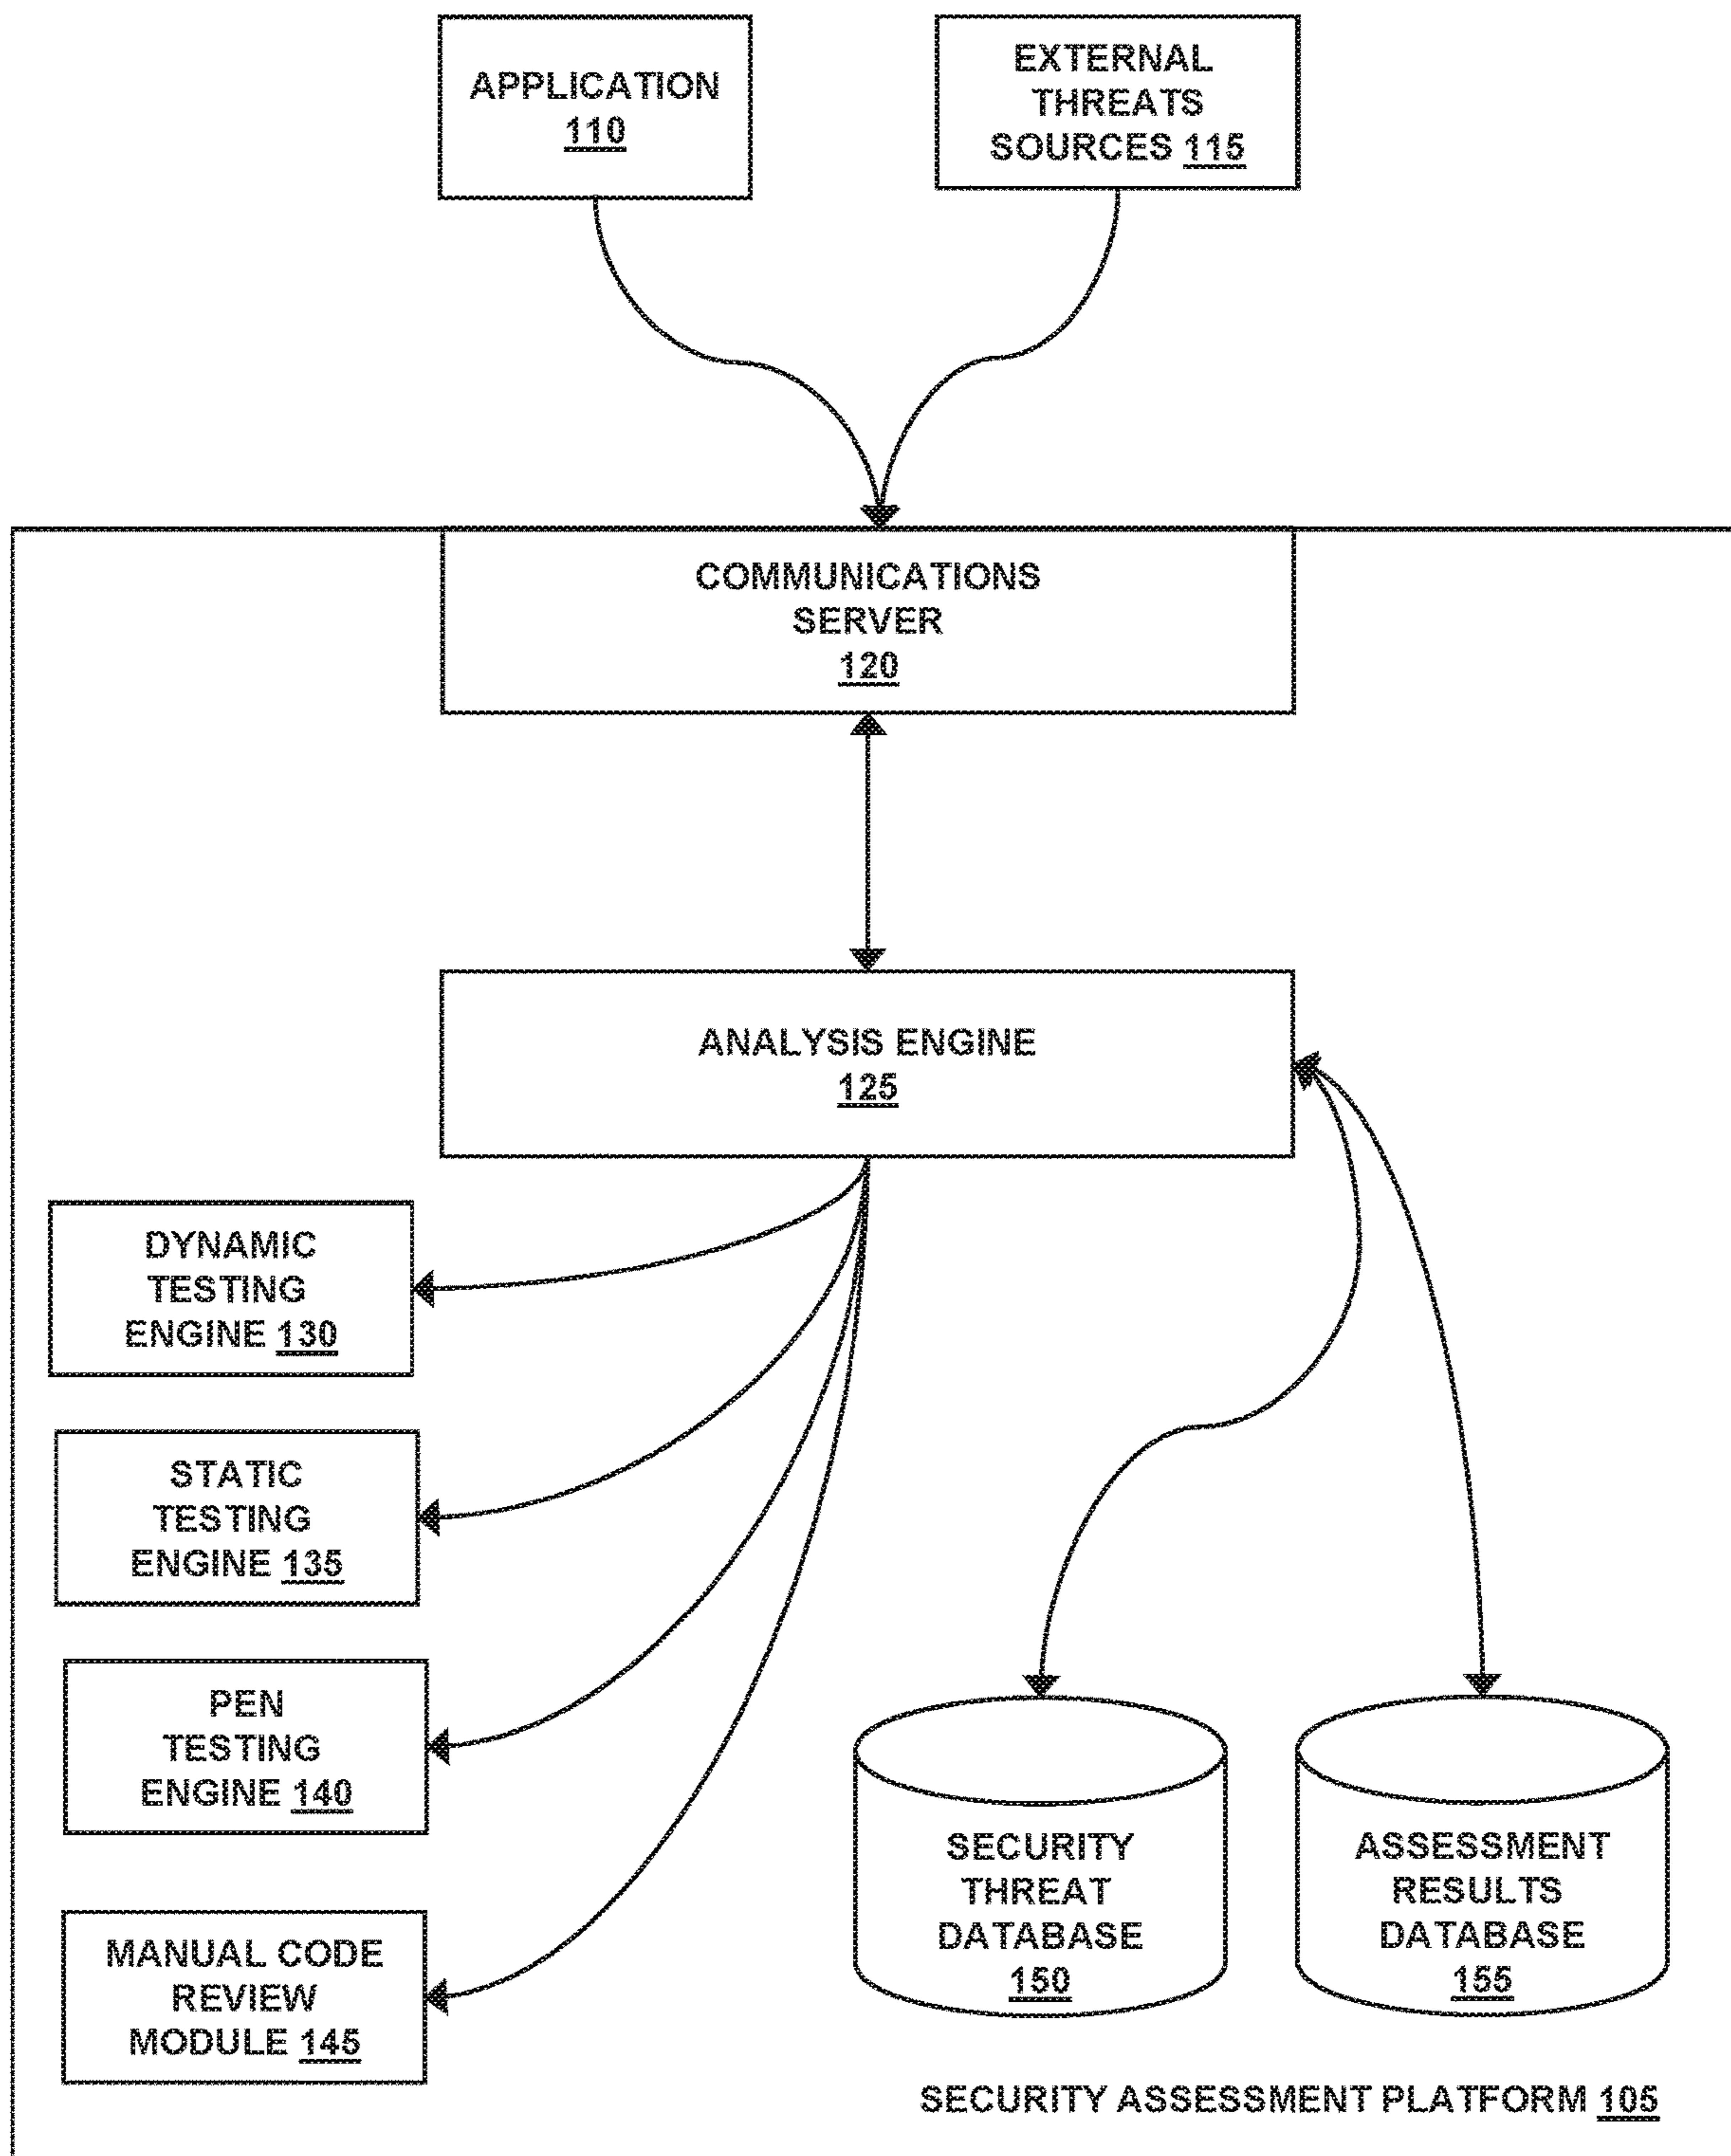 APPLICATION
110
EXTERNAL
THREATS
SOURCES 115
COMMUNICATIONS
SERVER
120
ANALYSIS ENGINE
125
DYNAMIC
TESTING
ENGINE 130
STATIC
TESTING
ENGINE 135
PEN
TESTING
ENGINE 140
MANUAL CODE
REVIEW
MODULE 145
SECURITY
THREAT
DATABASE
150
ASSESSMENT
RESULTS
DATABASE
155
SECURITY ASSESSMENT PLATFORM 105